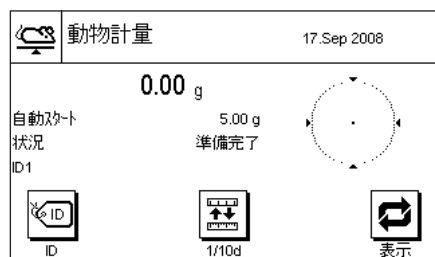 動物計量 17.Sep 2008
0.00 g
自動スタート 5.00 g
状況 準備完了
ID1
ID
ID 1/10d 表示